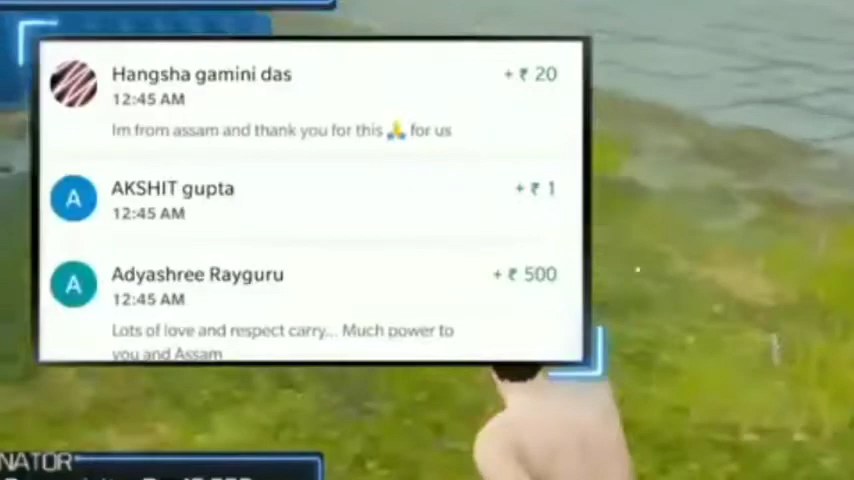 Hangsha gamini das
+ ₹ 20
12:45 AM
Im from assam and thank you for this 🙏 for us
AKSHIT gupta
+ ₹ 1
12:45 AM
Adyashree Rayguru
+ ₹ 500
12:45 AM
Lots of love and respect carry... Much power to
you and Assam
NATOR